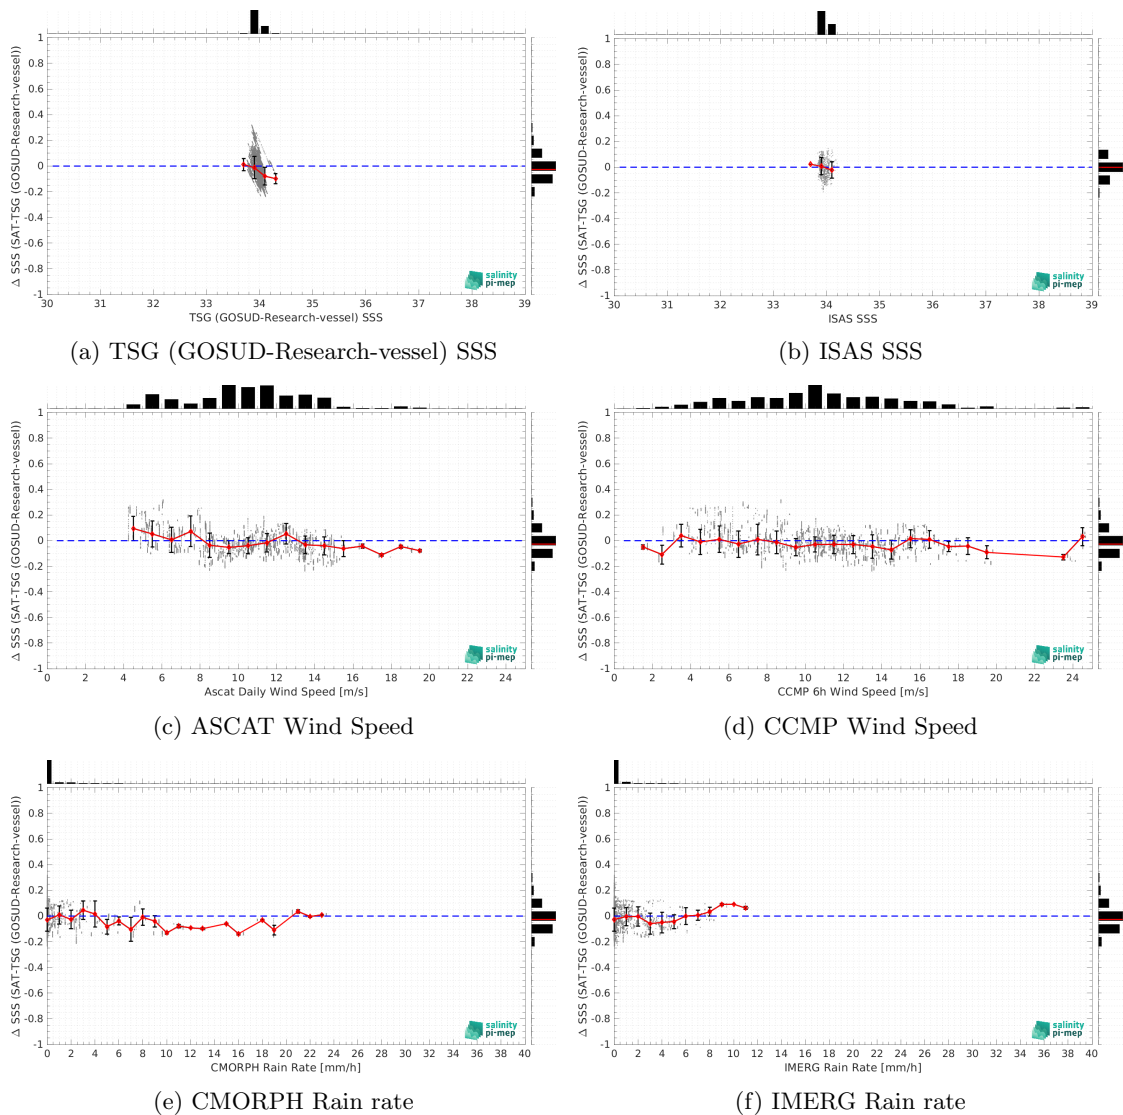 1
0.8
0.6
0.4
0.2
0
-0.2
-0.4
-0.6
-0.8
-1
Δ SSS (SAT-TSG (GOSUD-Research-vessel))
salinity
pi-mep
30 31 32 33 34 35 36 37 38 39
TSG (GOSUD-Research-vessel) SSS
(a) TSG (GOSUD-Research-vessel) SSS
1
0.8
0.6
0.4
0.2
0
-0.2
-0.4
-0.6
-0.8
-1
Δ SSS (SAT-TSG (GOSUD-Research-vessel))
salinity
pi-mep
30 31 32 33 34 35 36 37 38 39
ISAS SSS
(b) ISAS SSS
1
0.8
0.6
0.4
0.2
0
-0.2
-0.4
-0.6
-0.8
-1
Δ SSS (SAT-TSG (GOSUD-Research-vessel))
salinity
pi-mep
0 2 4 6 8 10 12 14 16 18 20 22 24
Ascat Daily Wind Speed [m/s]
(c) ASCAT Wind Speed
1
0.8
0.6
0.4
0.2
0
-0.2
-0.4
-0.6
-0.8
-1
Δ SSS (SAT-TSG (GOSUD-Research-vessel))
salinity
pi-mep
0 2 4 6 8 10 12 14 16 18 20 22 24
CCMP 6h Wind Speed [m/s]
(d) CCMP Wind Speed
1
0.8
0.6
0.4
0.2
0
-0.2
-0.4
-0.6
-0.8
-1
Δ SSS (SAT-TSG (GOSUD-Research-vessel))
salinity
pi-mep
0 2 4 6 8 10 12 14 16 18 20 22 24 26 28 30 32 34 36 38 40
CMORPH Rain Rate [mm/h]
(e) CMORPH Rain rate
1
0.8
0.6
0.4
0.2
0
-0.2
-0.4
-0.6
-0.8
-1
Δ SSS (SAT-TSG (GOSUD-Research-vessel))
salinity
pi-mep
0 2 4 6 8 10 12 14 16 18 20 22 24 26 28 30 32 34 36 38 40
IMERG Rain Rate [mm/h]
(f) IMERG Rain rate